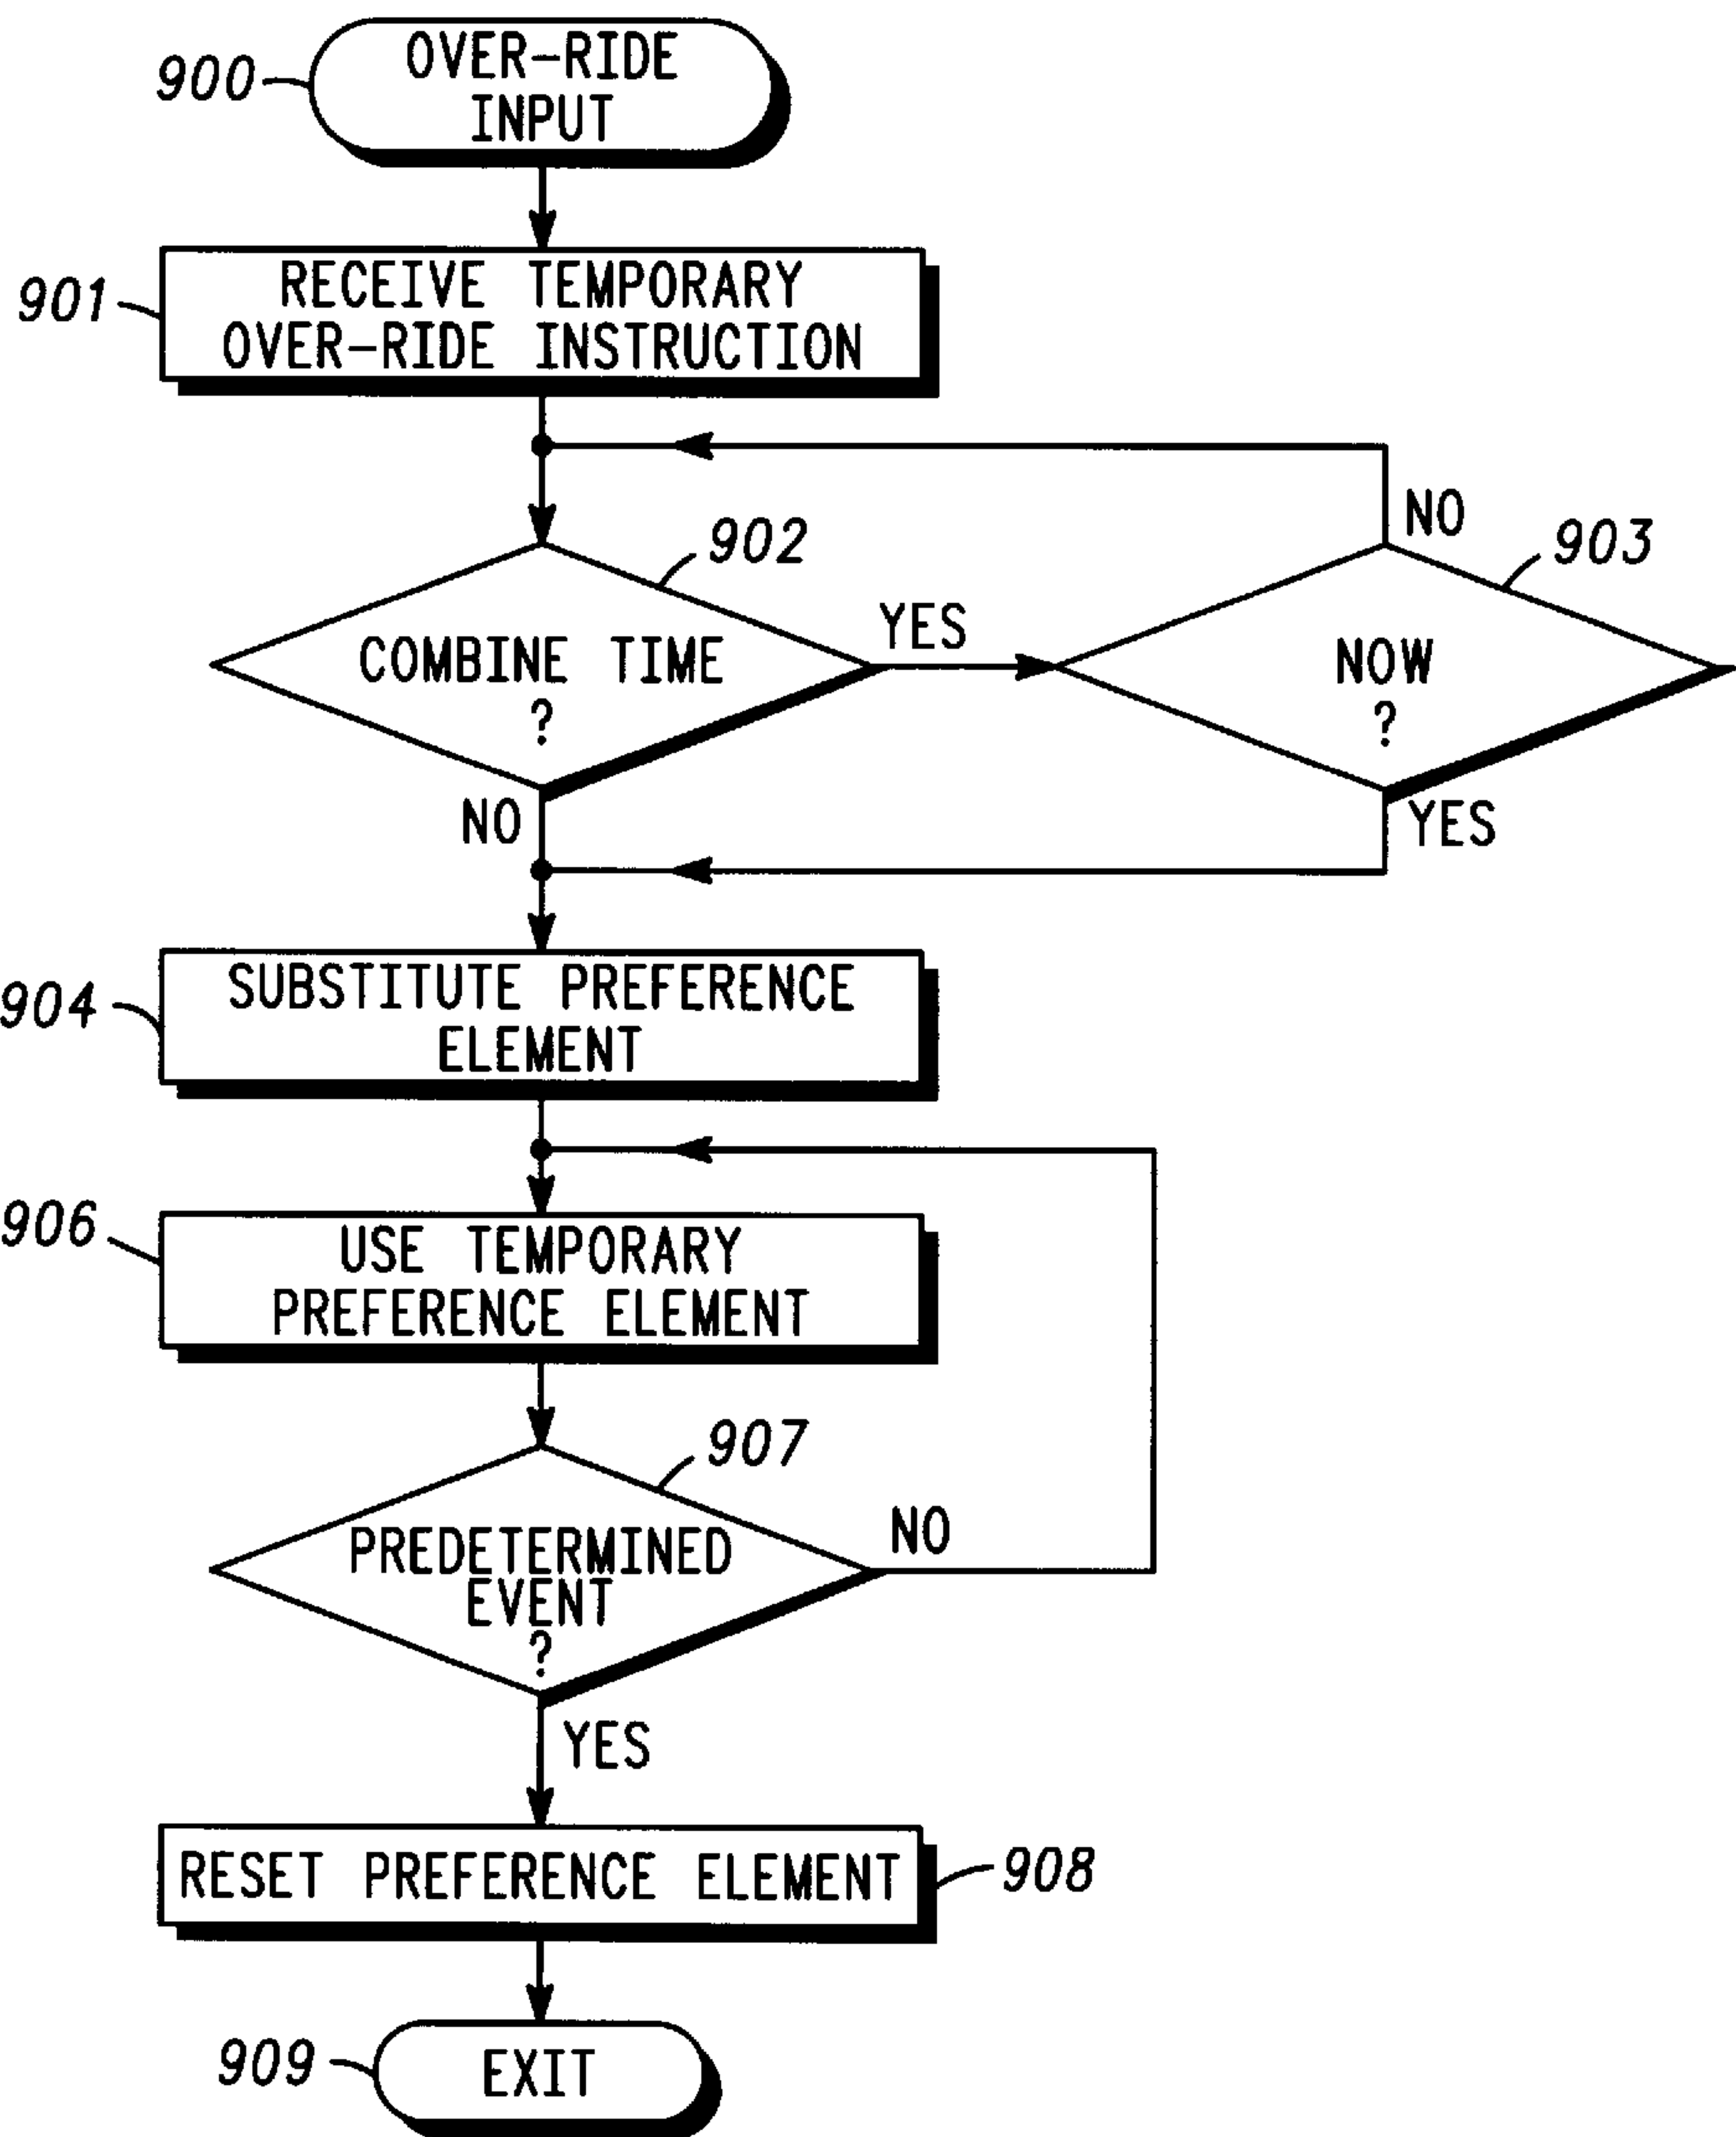 900
OVER-RIDE
INPUT
901
RECEIVE TEMPORARY
OVER-RIDE INSTRUCTION
NO
902
903
YES
COMBINE TIME
?
NOW
?
NO
YES
904
SUBSTITUTE PREFERENCE
ELEMENT
906
USE TEMPORARY
PREFERENCE ELEMENT
907
NO
PREDETERMINED
EVENT
?
YES
RESET PREFERENCE ELEMENT
908
909
EXIT